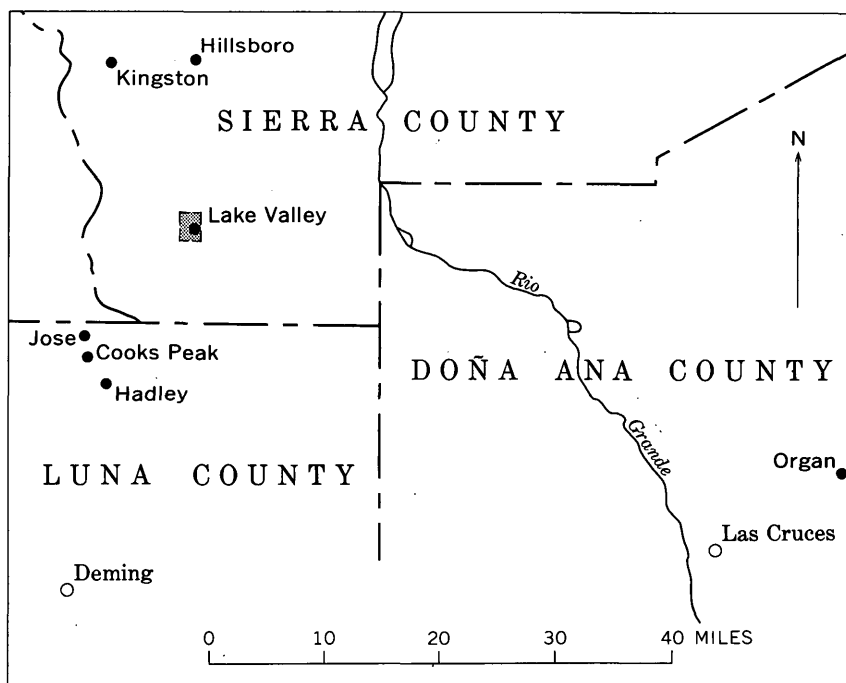 Hillsboro
Kingston
SIERRA COUNTY
N
Lake Valley
Rio
Jose
Cooks Peak
Hadley
DOÑA ANA COUNTY
Grande
LUNA COUNTY
Organ
Las Cruces
Deming
0 10 20 30 40 MILES